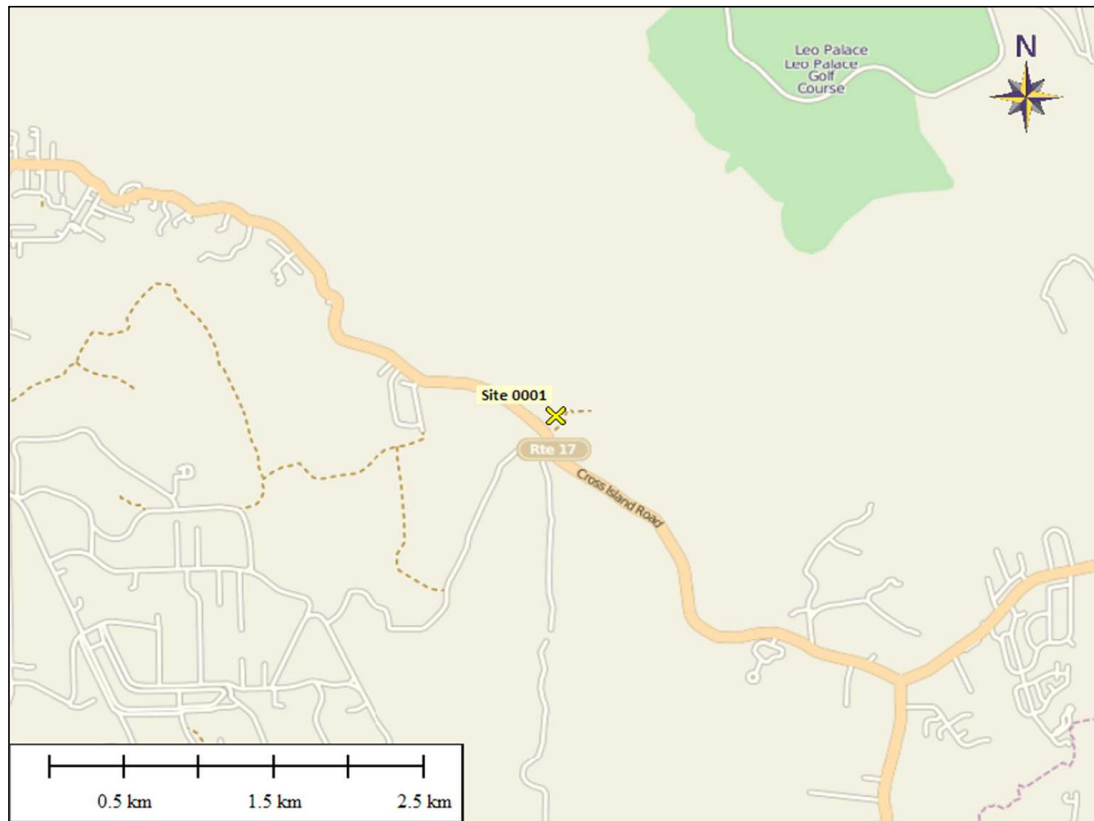 Leo Palace
Leo Palace
Golf
Course
N
Site 0001
Rte 17
Cross Island Road
0.5 km
1.5 km
2.5 km